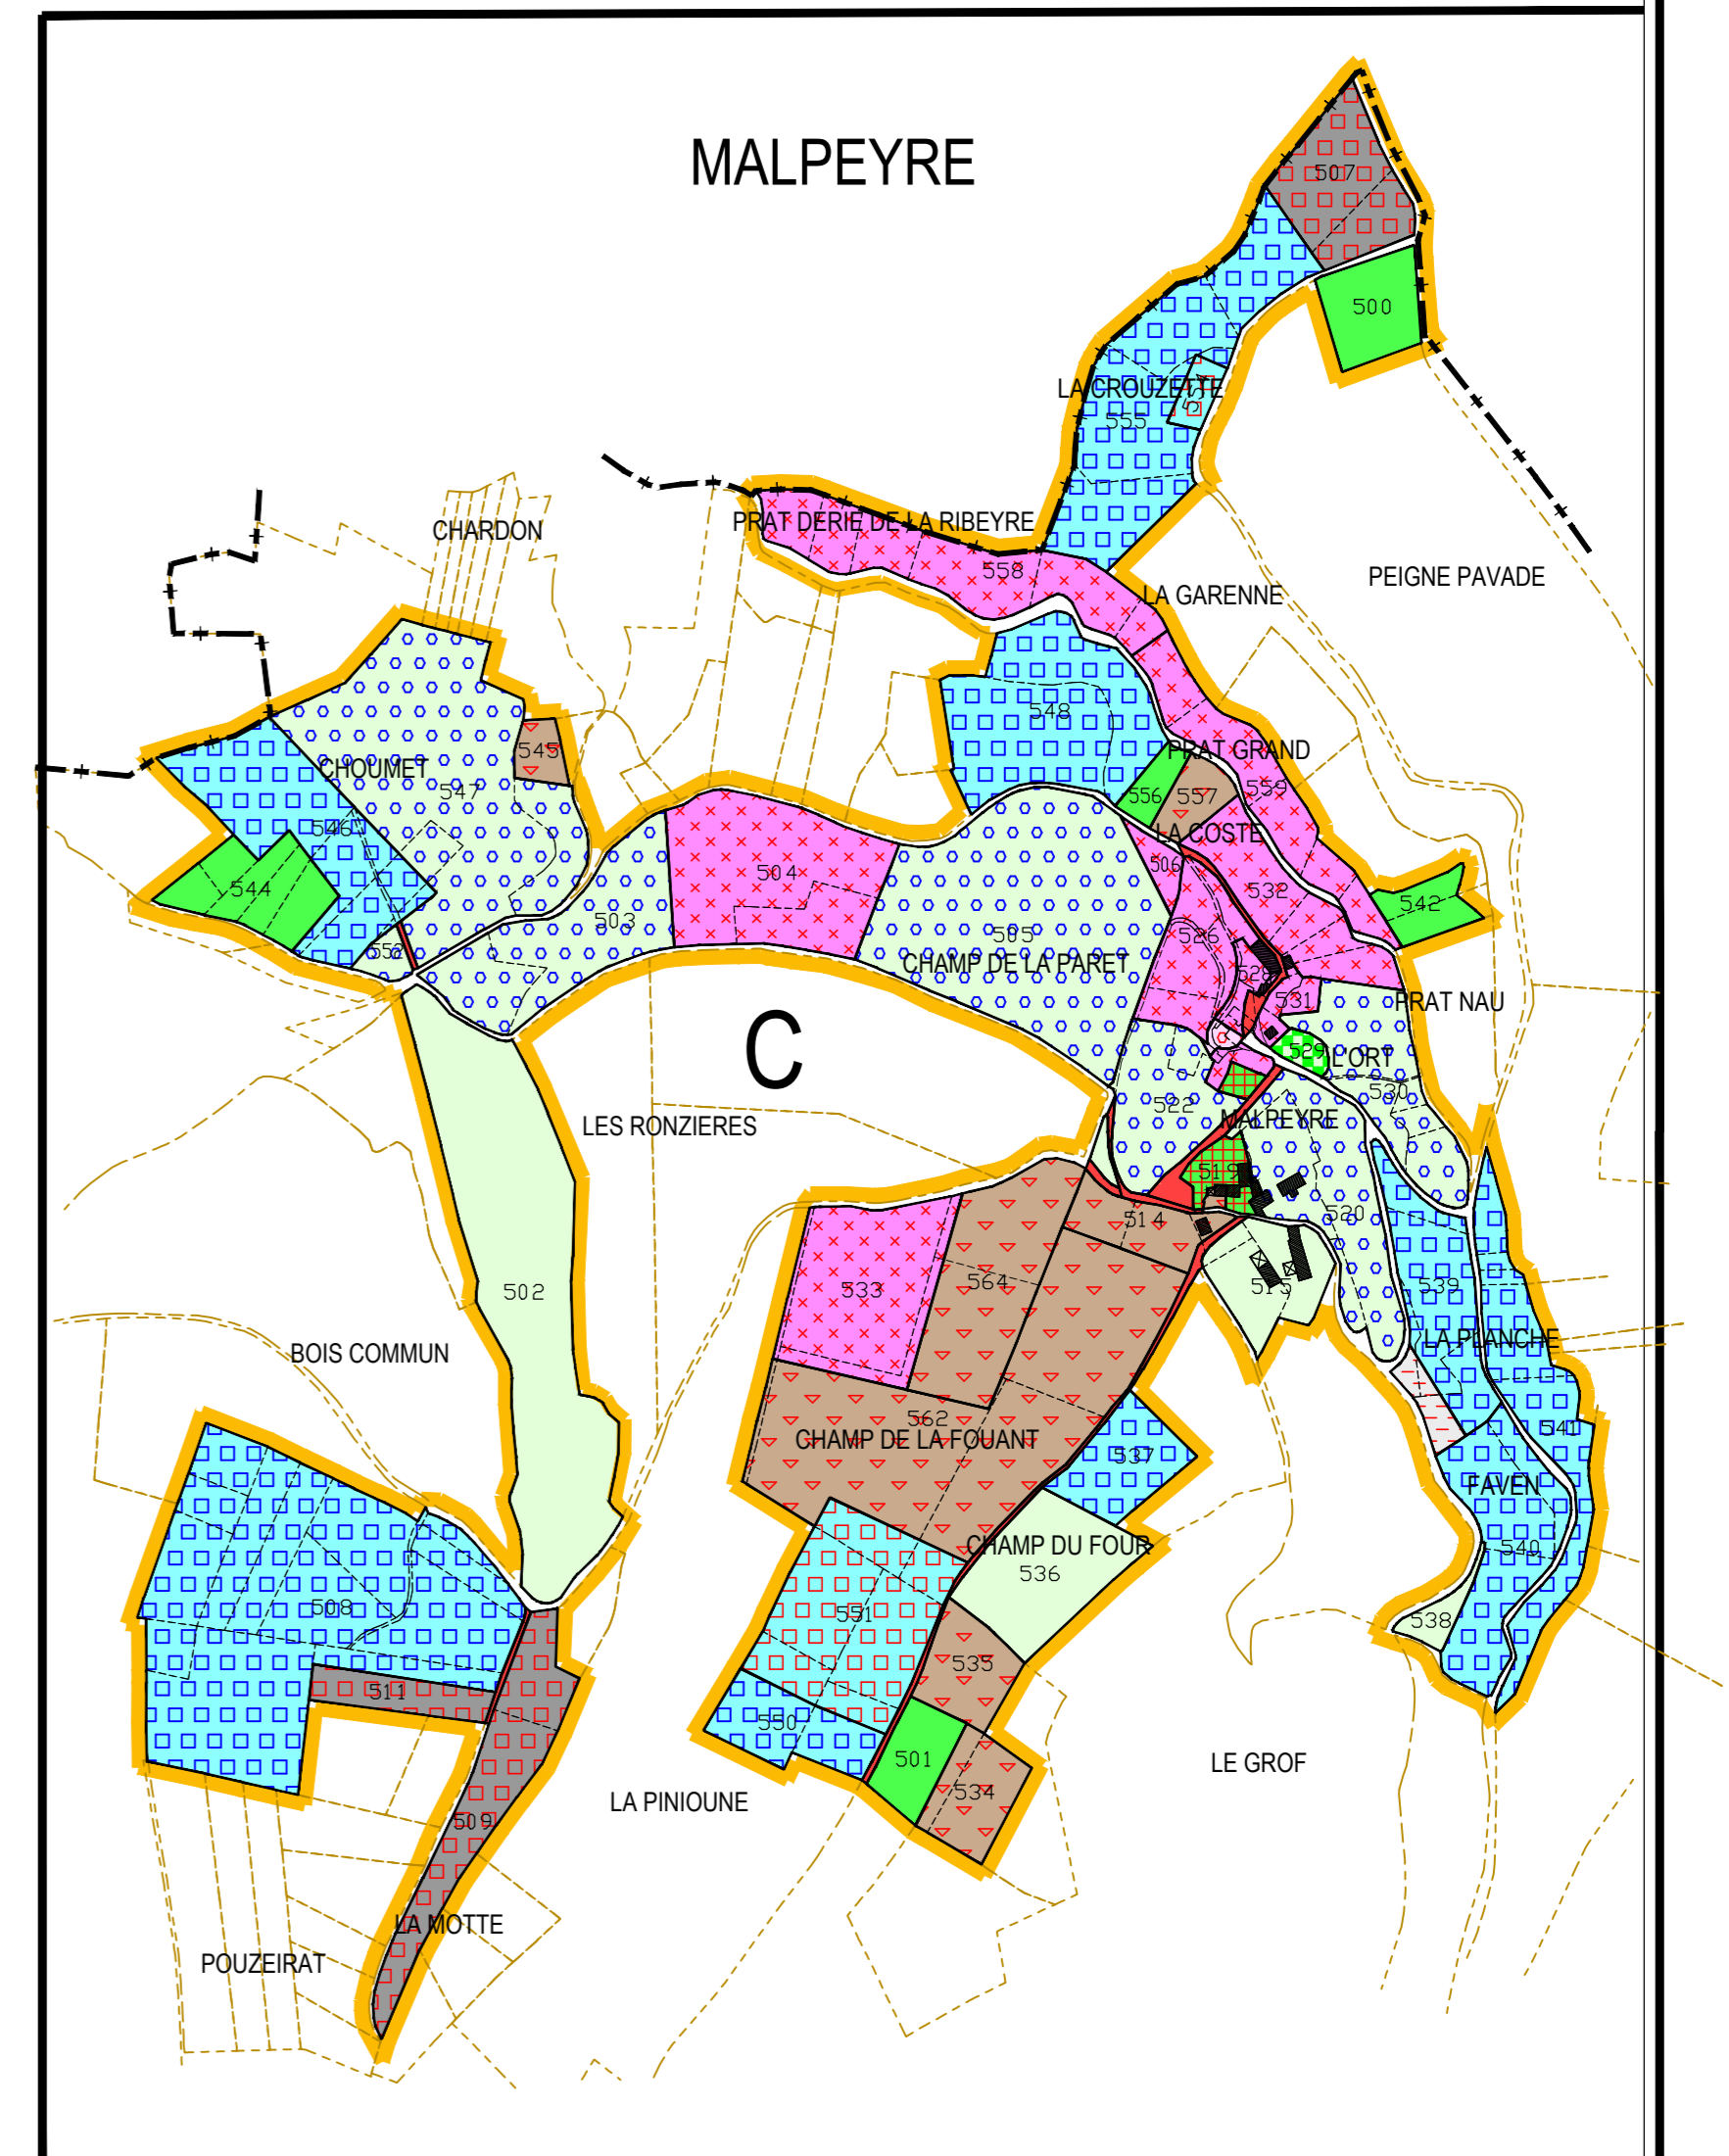 MALPEYRE
507
500
LA CROUZETTE
555
CHARDON
PRAT DERIE DE LA RIBEYRE
558
PEIGNE PAVADE
LA GARENNE
548
545
PRAT GRAND
CHOUMET
547
556
557
559
546
LA COSTE
504
506
544
532
542
503
505
526
552
CHAMP DE LA PARET
528
531
PRAT NAU
C
529
L'ORT
530
522
MALPEYRE
LES RONZIERES
519
514
520
564
533
502
515
539
BOIS COMMUN
LA PLANCHE
562
CHAMP DE LA FOUANT
541
537
FAVEN
CHAMP DU FOUR
540
536
508
551
538
535
511
550
501
LE GROF
534
LA PINIOUNE
509
LA MOTTE
POUZEIRAT